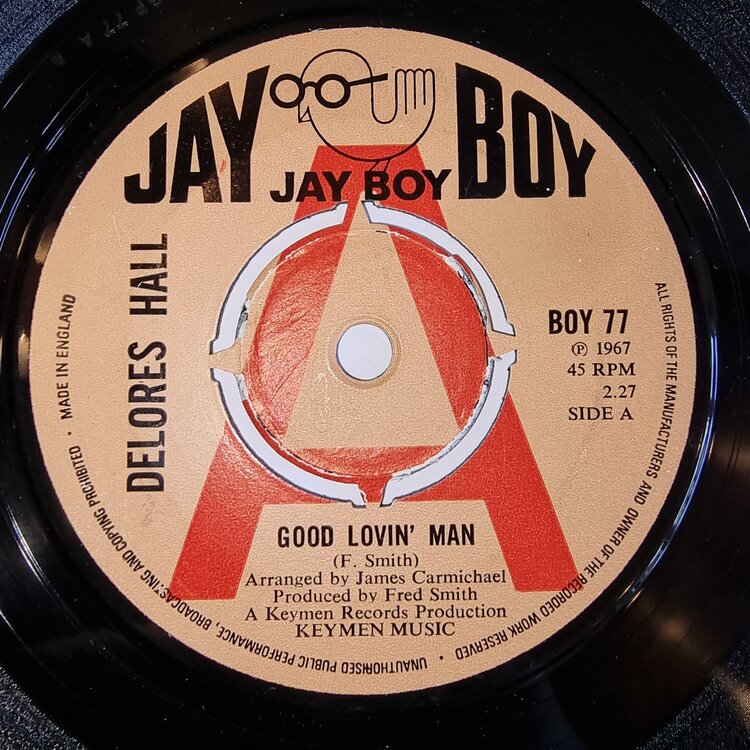 JAY BOY
JAY BOY
DELORES HALL
BOY 77
℗ 1967
45 RPM
2.27
SIDE A
A
GOOD LOVIN' MAN
(F. Smith)
Arranged by James Carmichael
Produced by Fred Smith
A Keymen Records Production
KEYMEN MUSIC
ALL RIGHTS OF THE MANUFACTURERS AND OWNER OF THE RECORDED WORK RESERVED • UNAUTHORISED PUBLIC PERFORMANCE, BROADCASTING AND COPYING PROHIBITED • MADE IN ENGLAND